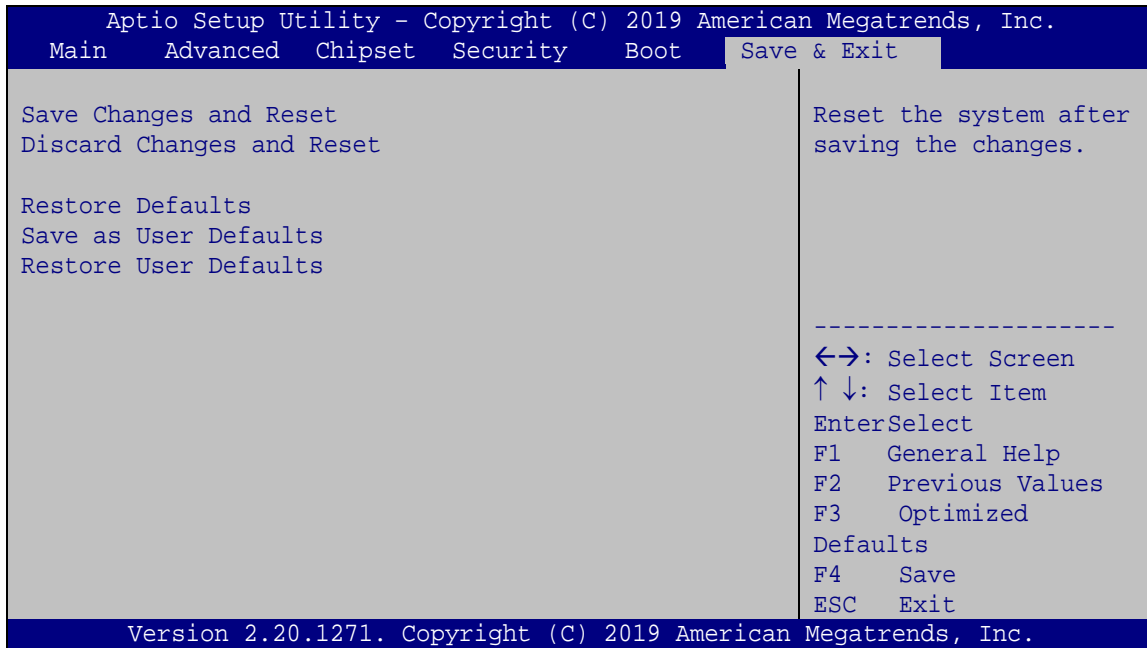 Aptio Setup Utility – Copyright (C) 2019 American Megatrends, Inc.
Main Advanced Chipset Security Boot Save & Exit
Save Changes and Reset
Discard Changes and Reset
Restore Defaults
Save as User Defaults
Restore User Defaults
Reset the system after
saving the changes.
---------------------
←→: Select Screen
↑ ↓: Select Item
EnterSelect
F1 General Help
F2 Previous Values
F3 Optimized
Defaults
F4 Save
ESC Exit
Version 2.20.1271. Copyright (C) 2019 American Megatrends, Inc.